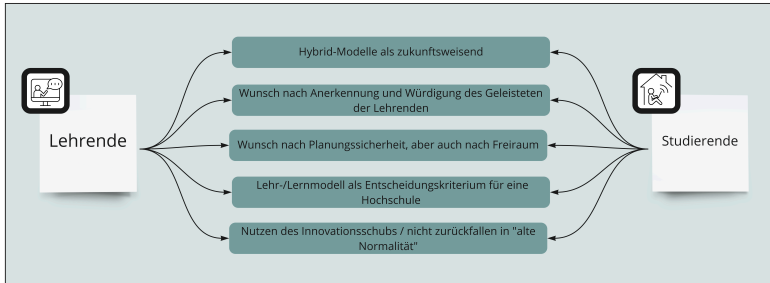 Hybrid-Modelle als zukunftsweisend
Wunsch nach Anerkennung und Würdigung des Geleisteten
der Lehrenden
Lehrende
Wunsch nach Planungssicherheit, aber auch nach Freiraum
Studierende
Lehr-/Lernmodell als Entscheidungskriterium für eine
Hochschule
Nutzen des Innovationsschubs / nicht zurückfallen in "alte
Normalität"